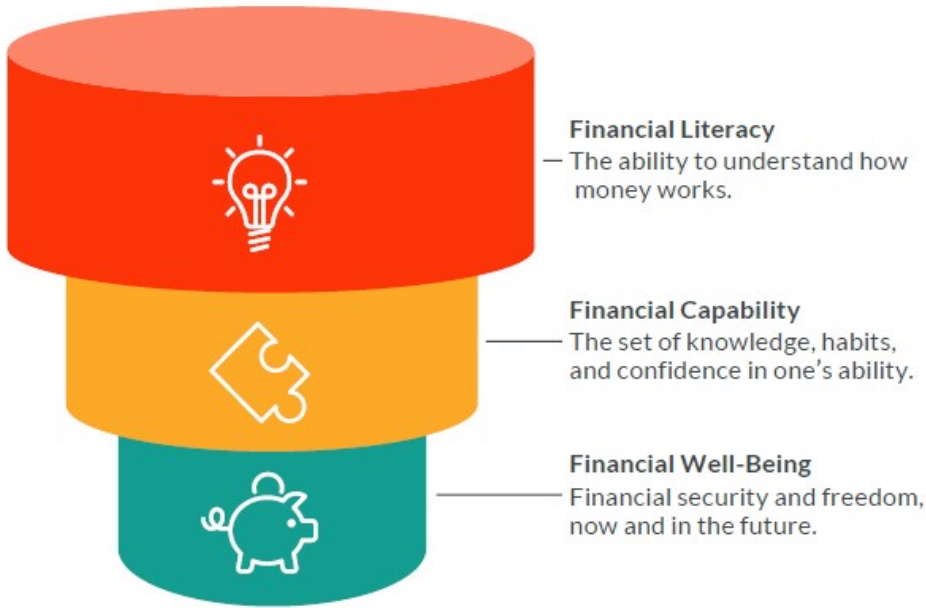 Financial Literacy
The ability to understand how
money works.
Financial Capability
The set of knowledge, habits,
and confidence in one's ability.
Financial Well-Being
Financial security and freedom,
now and in the future.